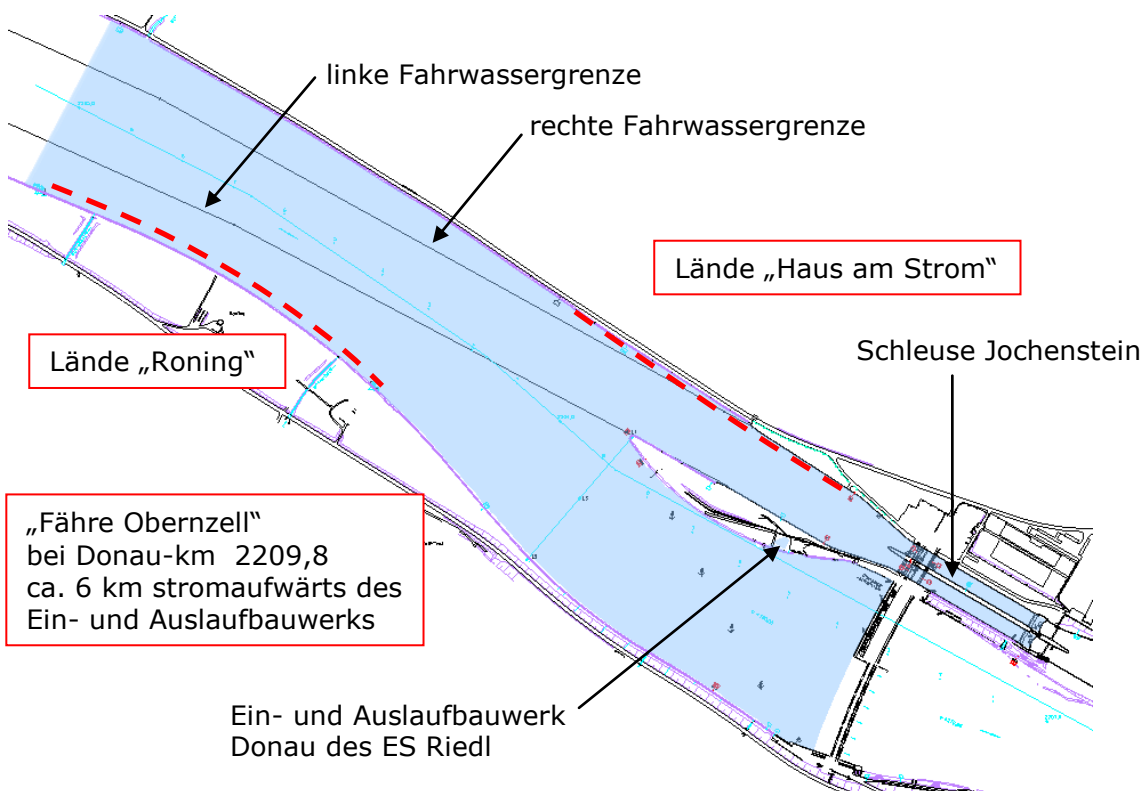 linke Fahrwassergrenze
rechte Fahrwassergrenze
Lände „Haus am Strom“
Schleuse Jochenstein
Lände „Roning“
„Fähre Obernzell“
bei Donau-km 2209,8
ca. 6 km stromaufwärts des
Ein- und Auslaufbauwerks
Ein- und Auslaufbauwerk
Donau des ES Riedl